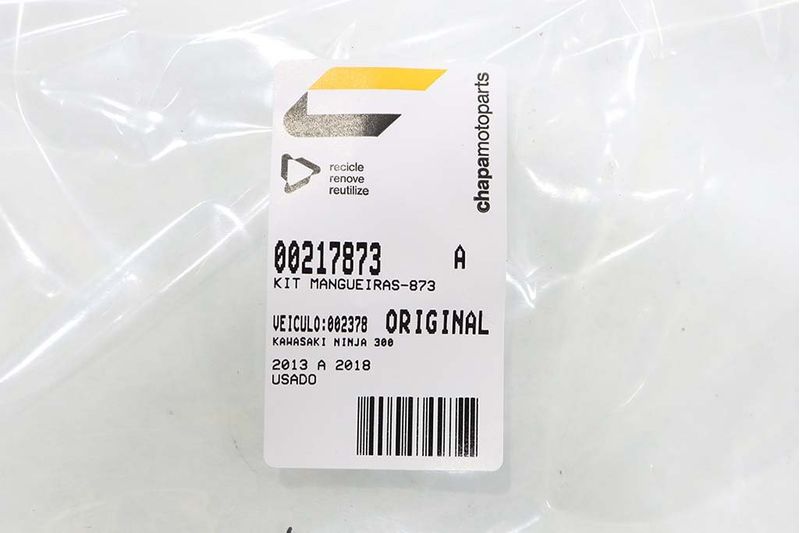 chapamotoparts
recicle
renove
reutilize
00217873 A
KIT MANGUEIRAS-873
VEICULO:002378 ORIGINAL
KAWASAKI NINJA 300
2013 A 2018
USADO